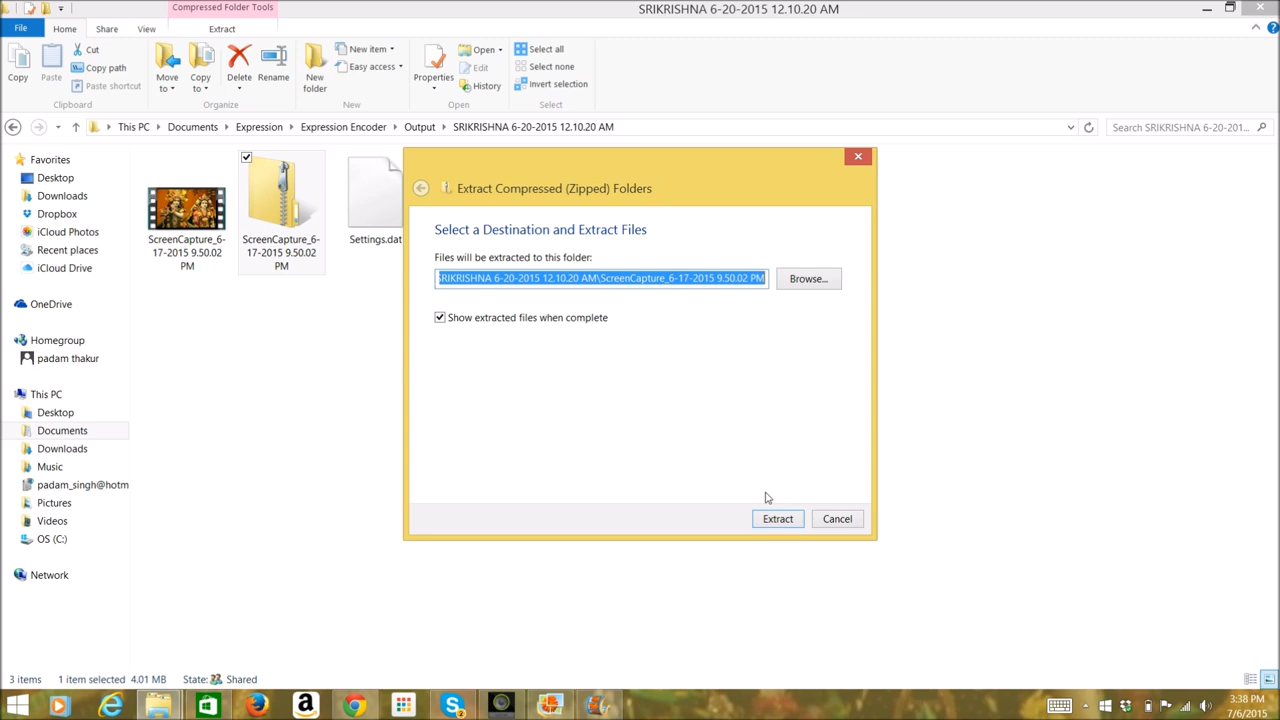 Compressed Folder Tools
SRIKRISHNA 6-20-2015 12.10.20 AM
File
Home
Share
View
Extract
Copy
Paste
Cut
Copy path
Paste shortcut
Clipboard
Move to
Copy to
Delete
Rename
Organize
New folder
New item
Easy access
New
Properties
Open
Edit
History
Open
Select all
Select none
Invert selection
Select
This PC
Documents
Expression
Expression Encoder
Output
SRIKRISHNA 6-20-2015 12.10.20 AM
Search SRIKRISHNA 6-20-201...
Favorites
Desktop
Downloads
Dropbox
iCloud Photos
Recent places
iCloud Drive
OneDrive
Homegroup
padam thakur
This PC
Desktop
Documents
Downloads
Music
padam_singh@hotm
Pictures
Videos
OS (C:)
Network
ScreenCapture_6-
17-2015 9.50.02
PM
ScreenCapture_6-
17-2015 9.50.02
PM
Settings.dat
Extract Compressed (Zipped) Folders
Select a Destination and Extract Files
Files will be extracted to this folder:
SRIKRISHNA 6-20-2015 12.10.20 AM\ScreenCapture_6-17-2015 9.50.02 PM
Browse...
Show extracted files when complete
Extract
Cancel
3 items
1 item selected 4.01 MB
State:
Shared
3:38 PM
7/6/2015